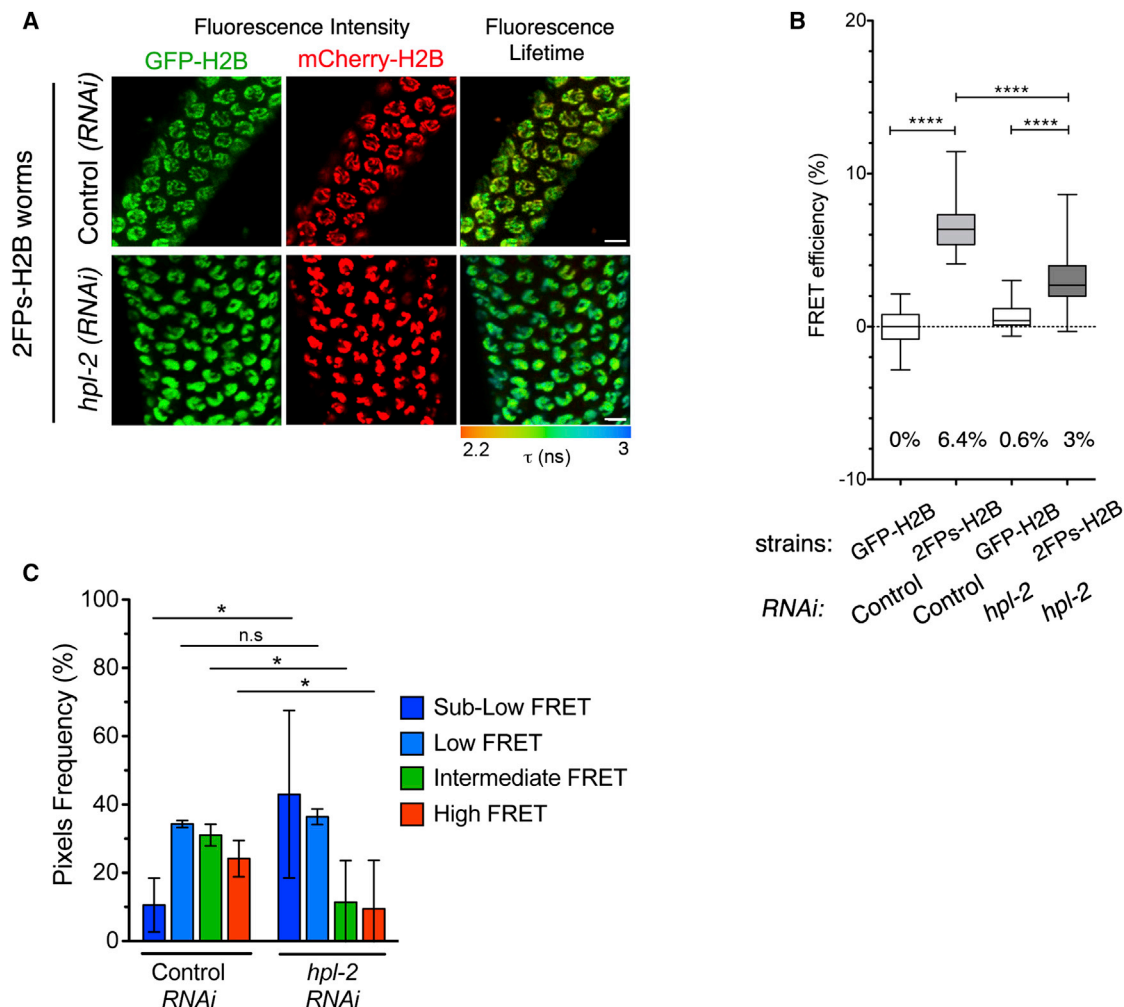 A
Fluorescence Intensity
Fluorescence
Lifetime
GFP-H2B
mCherry-H2B
2FPs-H2B worms
Control (RNAi)
hpl-2 (RNAi)
2.2
τ (ns)
3
B
FRET efficiency (%)
20
10
0
-10
****
****
****
0%
6.4%
0.6%
3%
strains:
GFP-H2B
2FPs-H2B
GFP-H2B
2FPs-H2B
RNAi:
Control
Control
hpl-2
hpl-2
C
Pixels Frequency (%)
100
80
60
40
20
0
*
n.s
*
*
Sub-Low FRET
Low FRET
Intermediate FRET
High FRET
Control
RNAi
hpl-2
RNAi